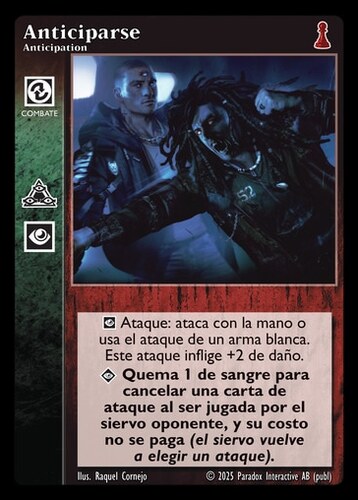 Anticiparse
Anticipation
COMBATE
52
Ataque: ataca con la mano o
usa el ataque de un arma blanca.
Este ataque inflige +2 de daño.
Quema 1 de sangre para
cancelar una carta de
ataque al ser jugada por el
siervo oponente, y su costo
no se paga (el siervo vuelve
a elegir un ataque).
Ilus. Raquel Cornejo © 2025 Paradox Interactive AB (publ)